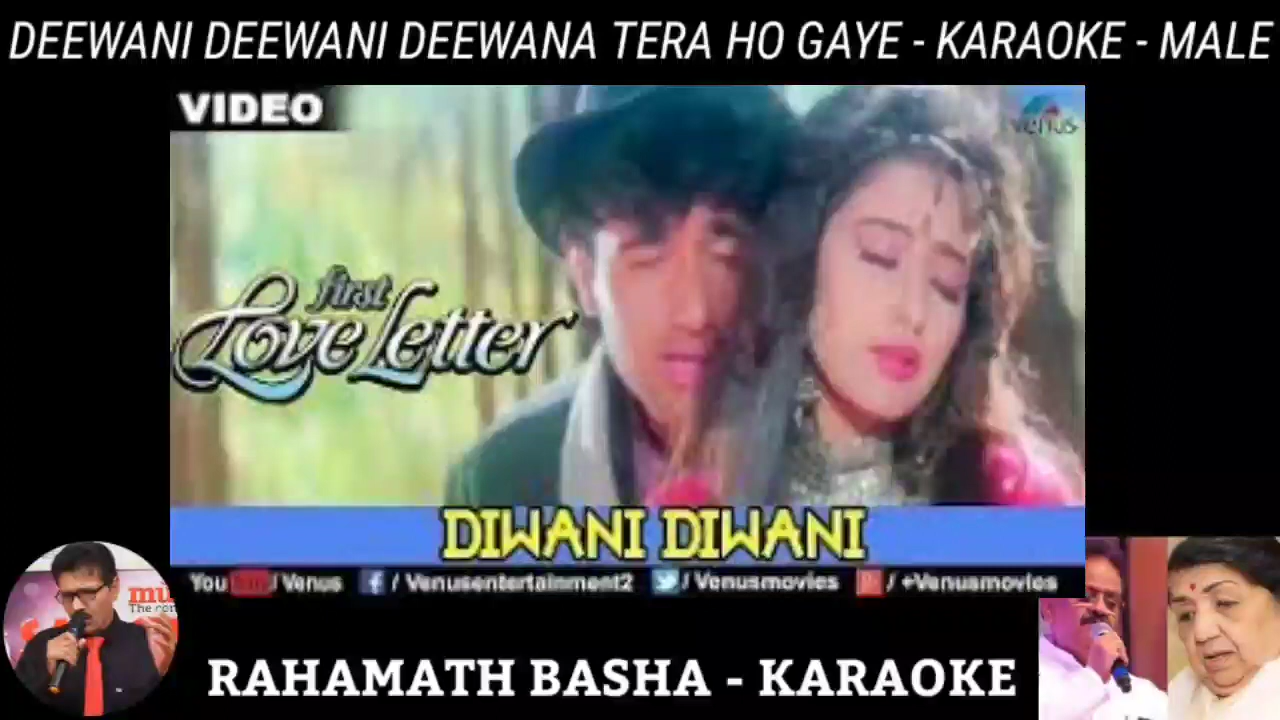 DEEWANI DEEWANI DEEWANA TERA HO GAYE - KARAOKE - MALE
VIDEO
Venus
first
Love Letter
DIWANI DIWANI
YouTube / Venus f / Venusentertainment2 / Venusmovies / +Venusmovies
RAHAMATH BASHA - KARAOKE